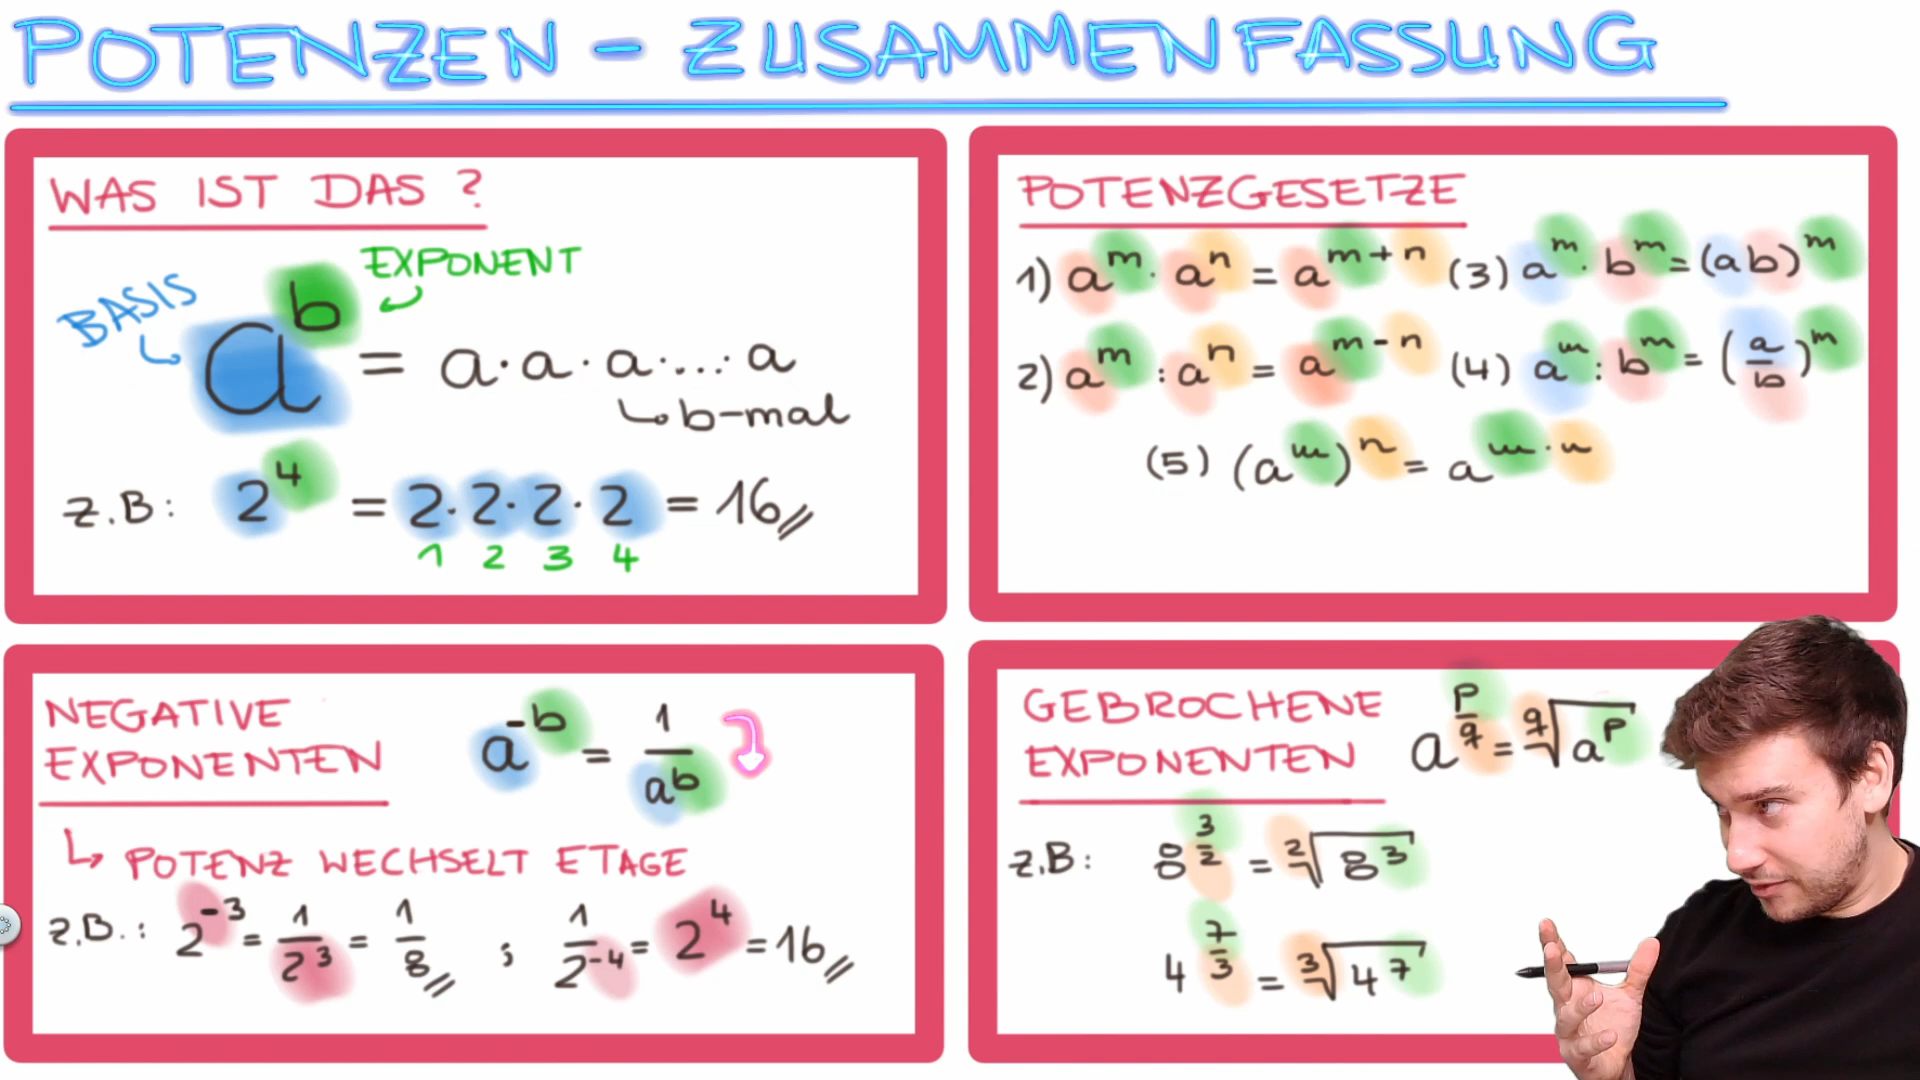 POTENZEN - ZUSAMMENFASSUNG
WAS IST DAS ?
EXPONENT
BASIS
a^b = a · a · a · ... · a
b-mal
z.B: 2^4 = 2 · 2 · 2 · 2 = 16
1 2 3 4
POTENZGESETZE
1) a^m · a^n = a^(m+n) (3) a^m · b^m = (ab)^m
2) a^m : a^n = a^(m-n) (4) a^m : b^m = (a/b)^m
(5) (a^m)^n = a^(m·n)
NEGATIVE
EXPONENTEN
a^(-b) = 1/a^b
POTENZ WECHSELT ETAGE
z.B.: 2^(-3) = 1/2^3 = 1/8 ; 1/2^(-4) = 2^4 = 16
GEBROCHENE
EXPONENTEN
a^(p/q) = q√a^p
z.B: 8^(3/2) = 2√8^3
4^(7/3) = 3√4^7